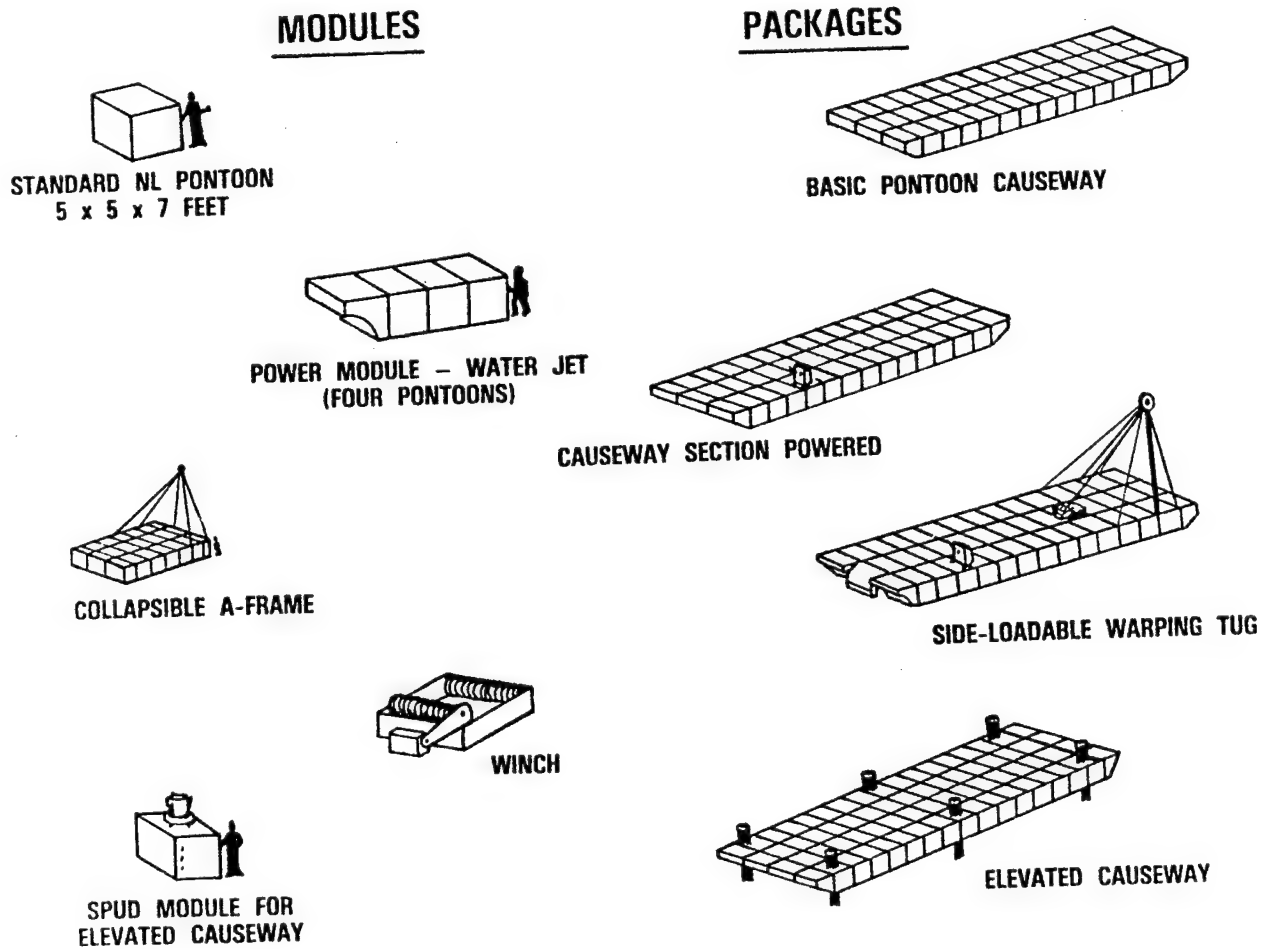 MODULES
STANDARD NL PONTOON
5 x 5 x 7 FEET
POWER MODULE – WATER JET
(FOUR PONTOONS)
COLLAPSIBLE A-FRAME
WINCH
SPUD MODULE FOR
ELEVATED CAUSEWAY
PACKAGES
BASIC PONTOON CAUSEWAY
CAUSEWAY SECTION POWERED
SIDE-LOADABLE WARPING TUG
ELEVATED CAUSEWAY